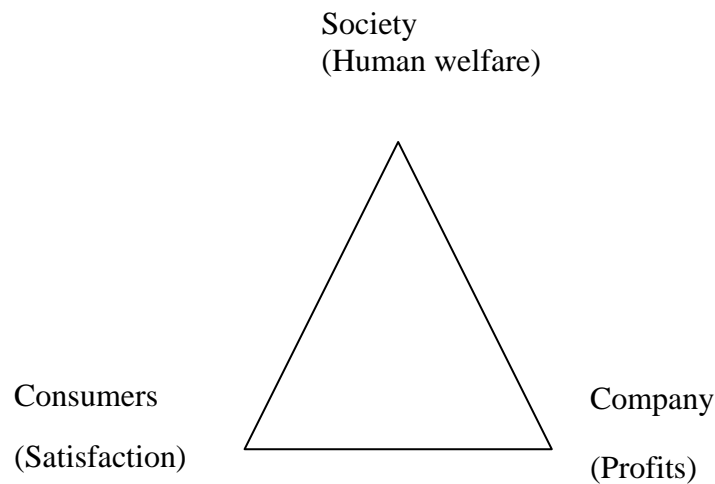 Society
(Human welfare)
Consumers
(Satisfaction)
Company
(Profits)